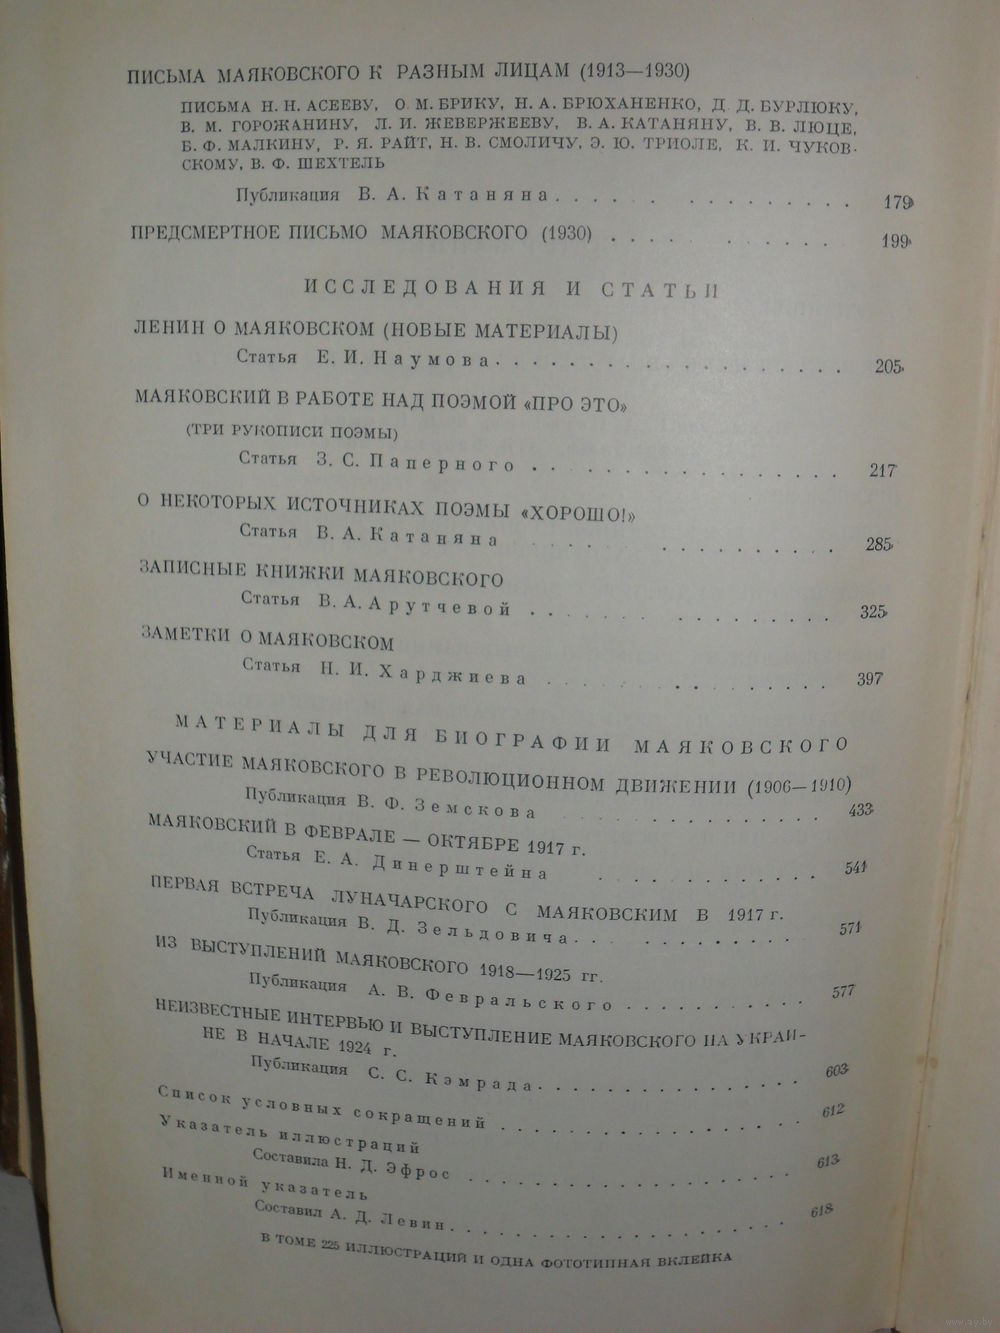 ПИСЬМА МАЯКОВСКОГО К РАЗНЫМ ЛИЦАМ (1913—1930)
ПИСЬМА Н. Н. АСЕЕВУ, О. М. БРИКУ, Н. А. БРЮХАНЕНКО, Д. Д. БУРЛЮКУ,
В. М. ГОРОЖАНИНУ, Л. И. ЖЕВЕРЖЕЕВУ, В. А. КАТАНЯНУ, В. В. ЛЮЦЕ,
Б. Ф. МАЛКИНУ, Р. Я. РАЙТ, Н. В. СМОЛИЧУ, Э. Ю. ТРИОЛЕ, К. И. ЧУКОВ-
СКОМУ, В. Ф. ШЕХТЕЛЬ
Публикация В. А. Катаняна . . . . . . . . . . . . . . . 179
ПРЕДСМЕРТНОЕ ПИСЬМО МАЯКОВСКОГО (1930) . . . . . . . . . . 199
ИССЛЕДОВАНИЯ И СТАТЬИ
ЛЕНИН О МАЯКОВСКОМ (НОВЫЕ МАТЕРИАЛЫ)
Статья Е. И. Наумова . . . . . . . . . . . . . . . . . . 205
МАЯКОВСКИЙ В РАБОТЕ НАД ПОЭМОЙ «ПРО ЭТО»
(ТРИ РУКОПИСИ ПОЭМЫ)
Статья З. С. Паперного . . . . . . . . . . . . . . . . 217
О НЕКОТОРЫХ ИСТОЧНИКАХ ПОЭМЫ «ХОРОШО!»
Статья В. А. Катаняна . . . . . . . . . . . . . 285
ЗАПИСНЫЕ КНИЖКИ МАЯКОВСКОГО
Статья В. А. Арутчевой . . . . . . . . . . . . . . . 325
ЗАМЕТКИ О МАЯКОВСКОМ
Статья Н. И. Харджиева . . . . . . . . . . . . . . 397
МАТЕРИАЛЫ ДЛЯ БИОГРАФИИ МАЯКОВСКОГО
УЧАСТИЕ МАЯКОВСКОГО В РЕВОЛЮЦИОННОМ ДВИЖЕНИИ (1906—1910)
Публикация В. Ф. Земскова . . . . . . . . . . . . . 433
МАЯКОВСКИЙ В ФЕВРАЛЕ — ОКТЯБРЕ 1917 г.
Статья Е. А. Динерштейна . . . . . . . . . . . . 541
ПЕРВАЯ ВСТРЕЧА ЛУНАЧАРСКОГО С МАЯКОВСКИМ В 1917 г.
Публикация В. Д. Зельдовича . . . . . . . . . . . . 571
ИЗ ВЫСТУПЛЕНИЙ МАЯКОВСКОГО 1918—1925 гг.
Публикация А. В. Февральского . . . . . . . . . . . 577
НЕИЗВЕСТНЫЕ ИНТЕРВЬЮ И ВЫСТУПЛЕНИЕ МАЯКОВСКОГО НА УКРАИ-
НЕ В НАЧАЛЕ 1924 г.
Публикация С. С. Кэмрада . . . . . . . . . . . . . . 603
Список условных сокращений . . . . . . . . . . . . . . . . 612
Указатель иллюстраций
Составила Н. Д. Эфрос . . . . . . . . . . . . . . . . . 613
Именной указатель
Составил А. Д. Левин . . . . . . . . . . . . . . . . . 618
В ТОМЕ 225 ИЛЛЮСТРАЦИЙ И ОДНА ФОТОТИПНАЯ ВКЛЕЙКА
www.ay.by